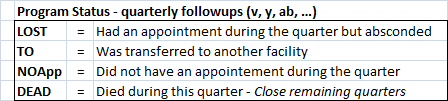 Program Status - quarterly followups (v, y, ab, ...)
LOST = Had an appointment during the quarter but absconded
TO = Was transferred to another facility
NOApp = Did not have an appointement during the quarter
DEAD = Died during this quarter - Close remaining quarters